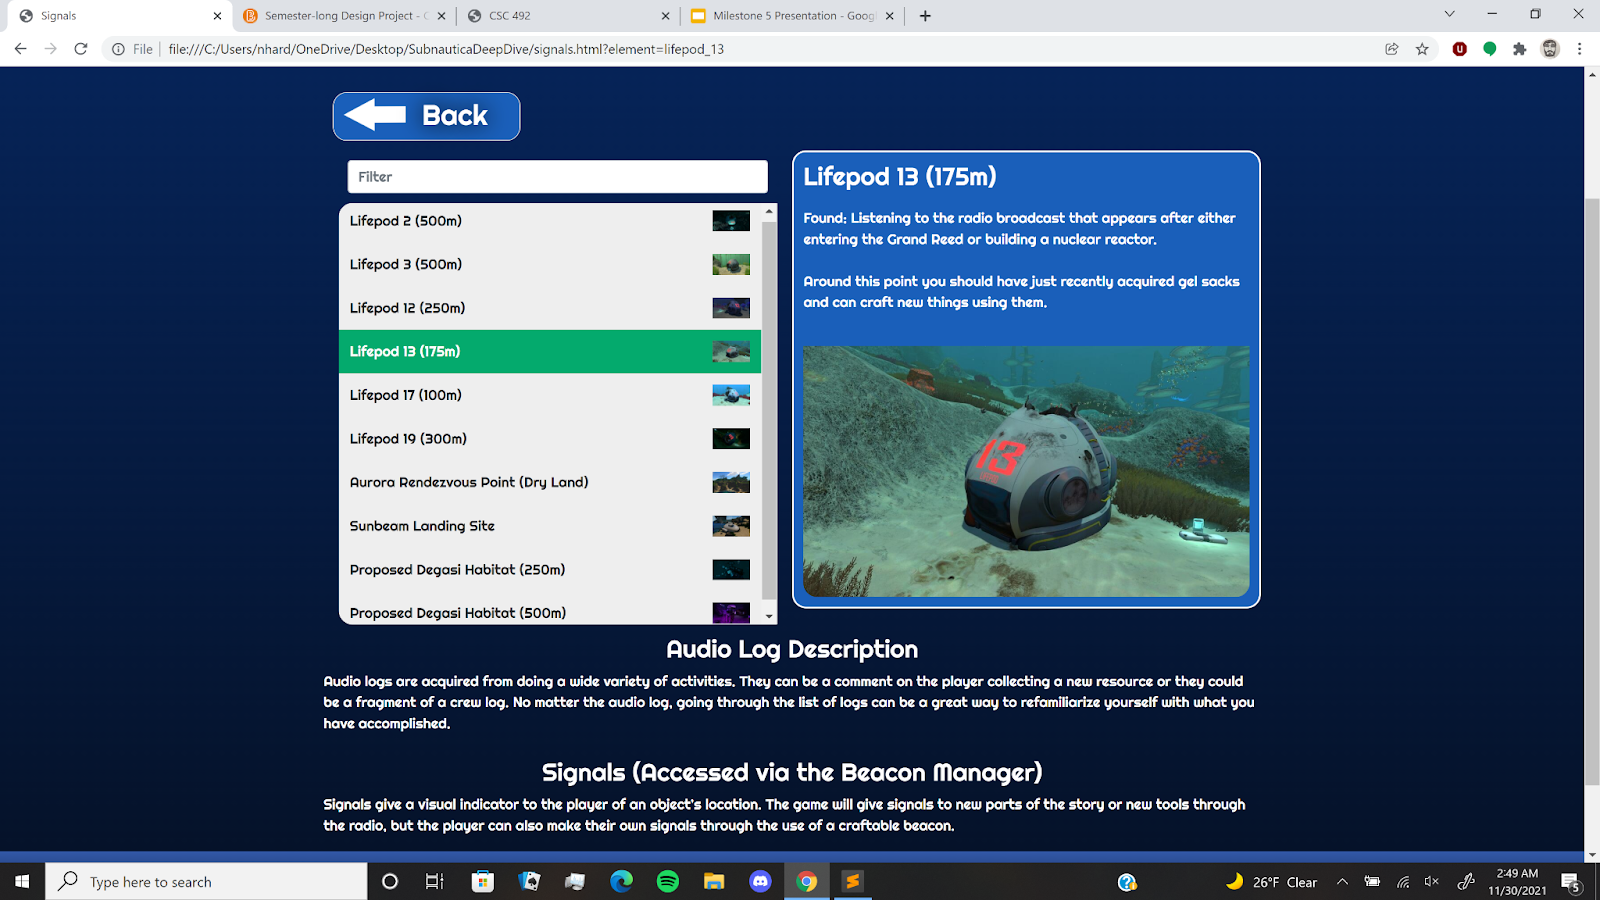 Signals
Semester-long Design Project - C
CSC 492
Milestone 5 Presentation - Goog
File
file:///C:/Users/nhard/OneDrive/Desktop/SubnauticaDeepDive/signals.html?element=lifepod_13
Back
Filter
Lifepod 2 (500m)
Lifepod 3 (500m)
Lifepod 12 (250m)
Lifepod 13 (175m)
Lifepod 17 (100m)
Lifepod 19 (300m)
Aurora Rendezvous Point (Dry Land)
Sunbeam Landing Site
Proposed Degasi Habitat (250m)
Proposed Degasi Habitat (500m)
Lifepod 13 (175m)
Found: Listening to the radio broadcast that appears after either
entering the Grand Reed or building a nuclear reactor.
Around this point you should have just recently acquired gel sacks
and can craft new things using them.
13
Audio Log Description
Audio logs are acquired from doing a wide variety of activities. They can be a comment on the player collecting a new resource or they could
be a fragment of a crew log. No matter the audio log, going through the list of logs can be a great way to refamiliarize yourself with what you
have accomplished.
Signals (Accessed via the Beacon Manager)
Signals give a visual indicator to the player of an object's location. The game will give signals to new parts of the story or new tools through
the radio, but the player can also make their own signals through the use of a craftable beacon.
Type here to search
26°F Clear
2:49 AM
11/30/2021
5